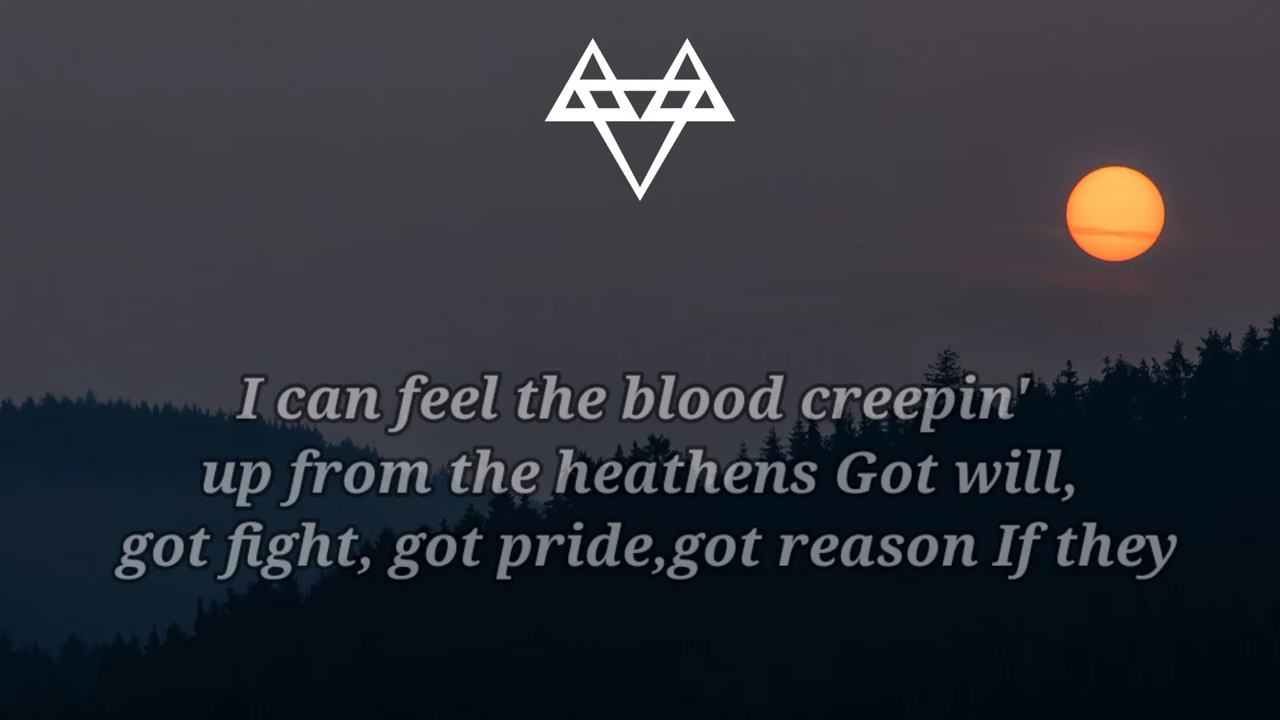 I can feel the blood creepin'
up from the heathens Got will,
got fight, got pride,got reason If they